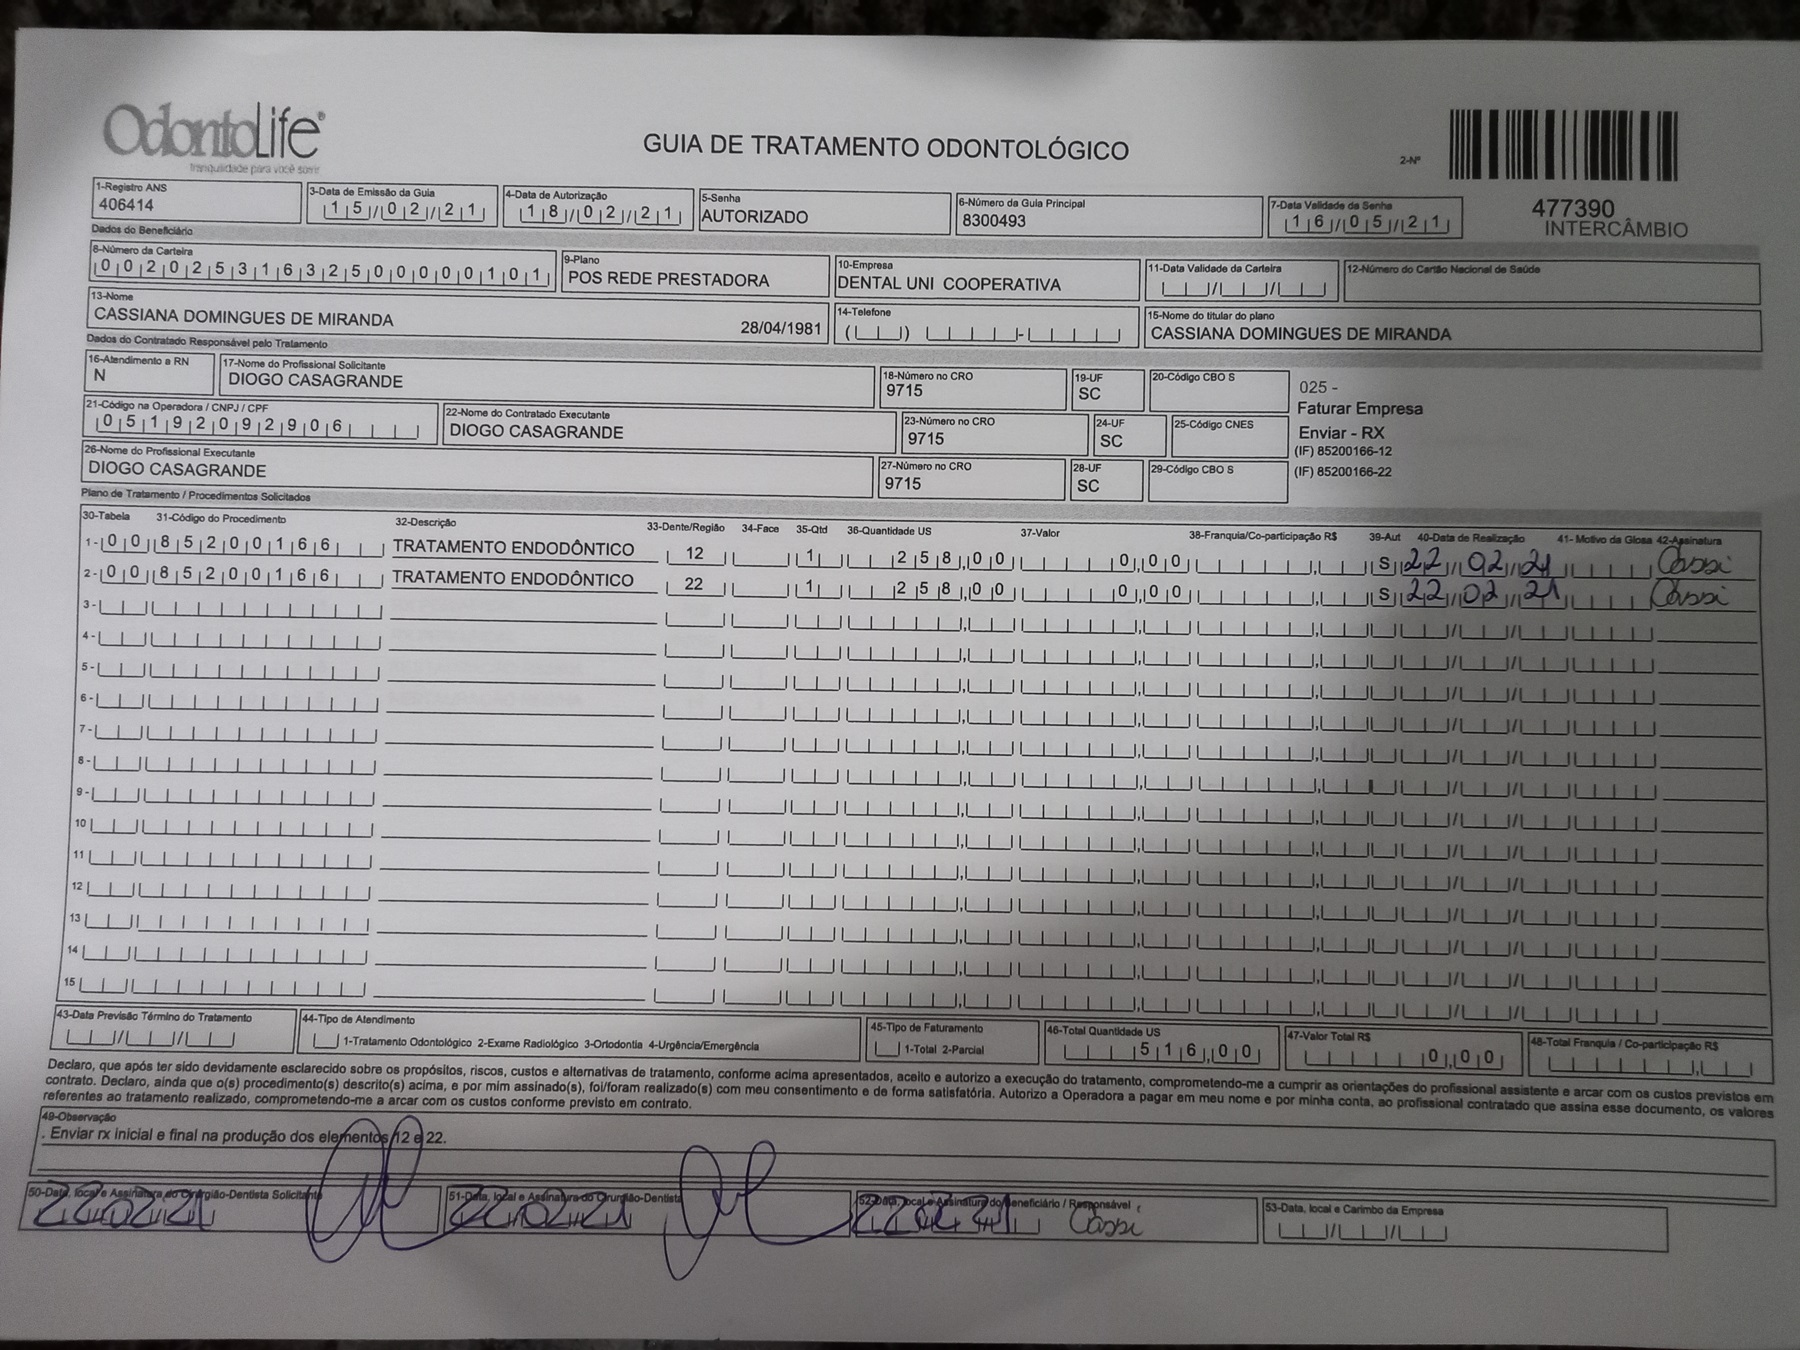 OdontoLife®
tranquilidade para você sorrir
GUIA DE TRATAMENTO ODONTOLÓGICO
2-Nº
477390
INTERCÂMBIO
1-Registro ANS
406414
3-Data de Emissão da Guia
15/02/21
4-Data de Autorização
18/02/21
5-Senha
AUTORIZADO
6-Número da Guia Principal
8300493
7-Data Validade da Senha
16/05/21
Dados do Beneficiário
8-Número da Carteira
00202531632500000101
9-Plano
POS REDE PRESTADORA
10-Empresa
DENTAL UNI COOPERATIVA
11-Data Validade da Carteira
12-Número do Cartão Nacional de Saúde
13-Nome
CASSIANA DOMINGUES DE MIRANDA 28/04/1981
14-Telefone
15-Nome do titular do plano
CASSIANA DOMINGUES DE MIRANDA
Dados do Contratado Responsável pelo Tratamento
16-Atendimento a RN
N
17-Nome do Profissional Solicitante
DIOGO CASAGRANDE
18-Número no CRO
9715
19-UF
SC
20-Código CBO S
025 -
Faturar Empresa
Enviar - RX
(IF) 85200166-12
(IF) 85200166-22
21-Código na Operadora / CNPJ / CPF
05192092906
22-Nome do Contratado Executante
DIOGO CASAGRANDE
23-Número no CRO
9715
24-UF
SC
25-Código CNES
26-Nome do Profissional Executante
DIOGO CASAGRANDE
27-Número no CRO
9715
28-UF
SC
29-Código CBO S
Plano de Tratamento / Procedimentos Solicitados
30-Tabela 31-Código do Procedimento 32-Descrição 33-Dente/Região 34-Face 35-Qtd 36-Quantidade US 37-Valor 38-Franquia/Co-participação R$ 39-Aut 40-Data de Realização 41- Motivo da Glosa 42-Assinatura
1- 00 85200166 TRATAMENTO ENDODÔNTICO 12 1 258,00 0,00 S 22/02/21 Cassi
2- 00 85200166 TRATAMENTO ENDODÔNTICO 22 1 258,00 0,00 S 22/02/21 Cassi
3-
4-
5-
6-
7-
8-
9-
10
11
12
13
14
15
43-Data Previsão Término do Tratamento
44-Tipo de Atendimento
1-Tratamento Odontológico 2-Exame Radiológico 3-Ortodontia 4-Urgência/Emergência
45-Tipo de Faturamento
1-Total 2-Parcial
46-Total Quantidade US
516,00
47-Valor Total R$
0,00
48-Total Franquia / Co-participação R$
Declaro, que após ter sido devidamente esclarecido sobre os propósitos, riscos, custos e alternativas de tratamento, conforme acima apresentados, aceito e autorizo a execução do tratamento, comprometendo-me a cumprir as orientações do profissional assistente e arcar com os custos previstos em
contrato. Declaro, ainda que o(s) procedimento(s) descrito(s) acima, e por mim assinado(s), foi/foram realizado(s) com meu consentimento e de forma satisfatória. Autorizo a Operadora a pagar em meu nome e por minha conta, ao profissional contratado que assina esse documento, os valores
referentes ao tratamento realizado, comprometendo-me a arcar com os custos conforme previsto em contrato.
49-Observação
. Enviar rx inicial e final na produção dos elementos 12 e 22.
50-Data, local e Assinatura do Cirurgião-Dentista Solicitante
22 02 21
51-Data, local e Assinatura do Cirurgião-Dentista
22 02 21
52-Data, local e Assinatura do Beneficiário / Responsável
22 02 21 Cassi
53-Data, local e Carimbo da Empresa